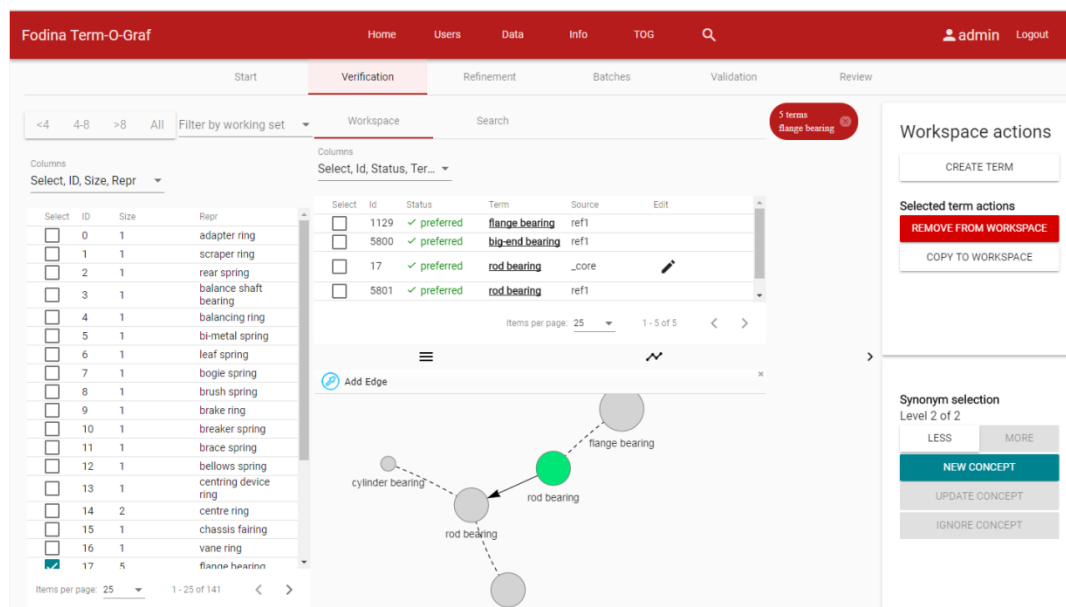 Fodina Term-O-Graf Home Users Data Info TOG admin Logout
Start Verification Refinement Batches Validation Review
<4 4-8 >8 All Filter by working set
Columns
Select, ID, Size, Repr
Select ID Size Repr
0 1 adapter ring
1 1 scraper ring
2 1 rear spring
3 1 balance shaft
bearing
4 1 balancing ring
5 1 bi-metal spring
6 1 leaf spring
7 1 bogie spring
8 1 brush spring
9 1 brake ring
10 1 breaker spring
11 1 brace spring
12 1 bellows spring
13 1 centring device
ring
14 2 centre ring
15 1 chassis fairing
16 1 vane ring
17 5 flange bearing
Items per page: 25 1 - 25 of 141
Workspace Search
Columns
Select, Id, Status, Ter...
Select Id Status Term Source Edit
1129 preferred flange bearing ref1
5800 preferred big-end bearing ref1
17 preferred rod bearing _core
5801 preferred rod bearing ref1
Items per page: 25 1 - 5 of 5
Add Edge
flange bearing
cylinder bearing
rod bearing
rod bearing
5 terms
flange bearing
Workspace actions
CREATE TERM
Selected term actions
REMOVE FROM WORKSPACE
COPY TO WORKSPACE
Synonym selection
Level 2 of 2
LESS MORE
NEW CONCEPT
UPDATE CONCEPT
IGNORE CONCEPT